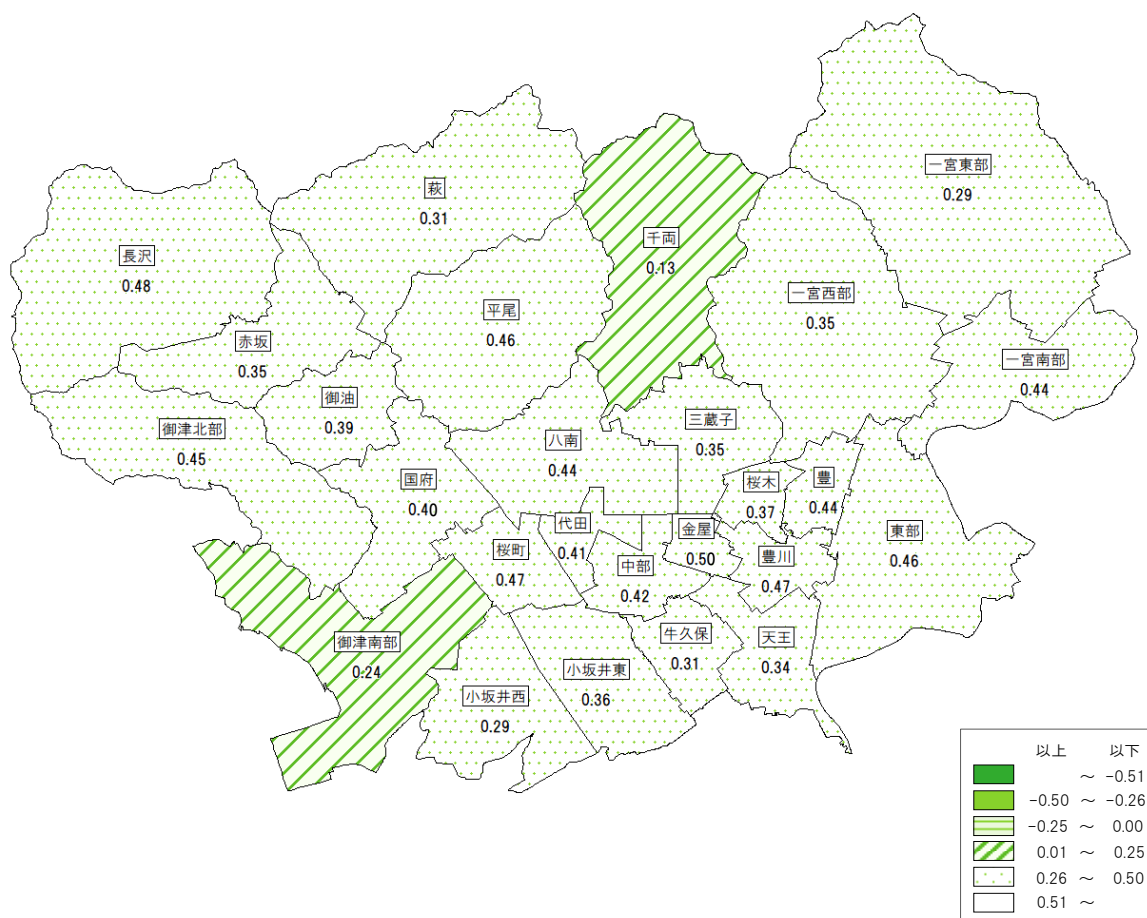 一宮東部
0.29
萩
0.31
千両
0.13
長沢
0.48
一宮西部
0.35
平尾
0.46
赤坂
0.35
一宮南部
0.44
御油
0.39
三蔵子
0.35
御津北部
0.45
八南
0.44
国府
0.40
桜木
0.37
豊
0.44
代田
0.41
金屋
0.50
東部
0.46
桜町
0.47
中部
0.42
豊川
0.47
御津南部
0.24
牛久保
0.31
天王
0.34
小坂井東
0.36
小坂井西
0.29
以上 以下
～ -0.51
-0.50 ～ -0.26
-0.25 ～ 0.00
0.01 ～ 0.25
0.26 ～ 0.50
0.51 ～